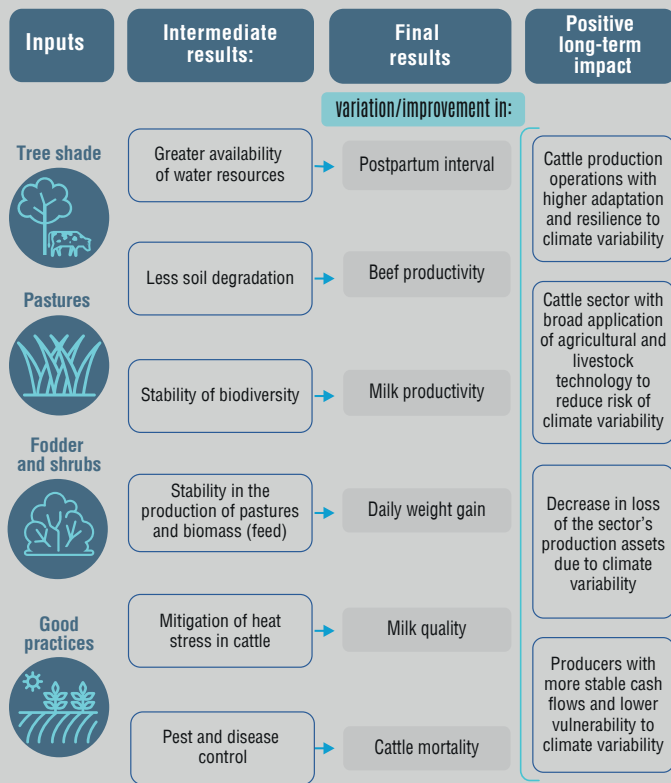 Inputs
Intermediate
results:
Final
results
Positive
long-term
impact
variation/improvement in:
Tree shade
Pastures
Fodder
and shrubs
Good
practices
Greater availability
of water resources
Less soil degradation
Stability of biodiversity
Stability in the
production of pastures
and biomass (feed)
Mitigation of heat
stress in cattle
Pest and disease
control
Postpartum interval
Beef productivity
Milk productivity
Daily weight gain
Milk quality
Cattle mortality
Cattle production
operations with
higher adaptation
and resilience to
climate variability
Cattle sector with
broad application
of agricultural and
livestock
technology to
reduce risk of
climate variability
Decrease in loss
of the sector's
production assets
due to climate
variability
Producers with
more stable cash
flows and lower
vulnerability to
climate variability